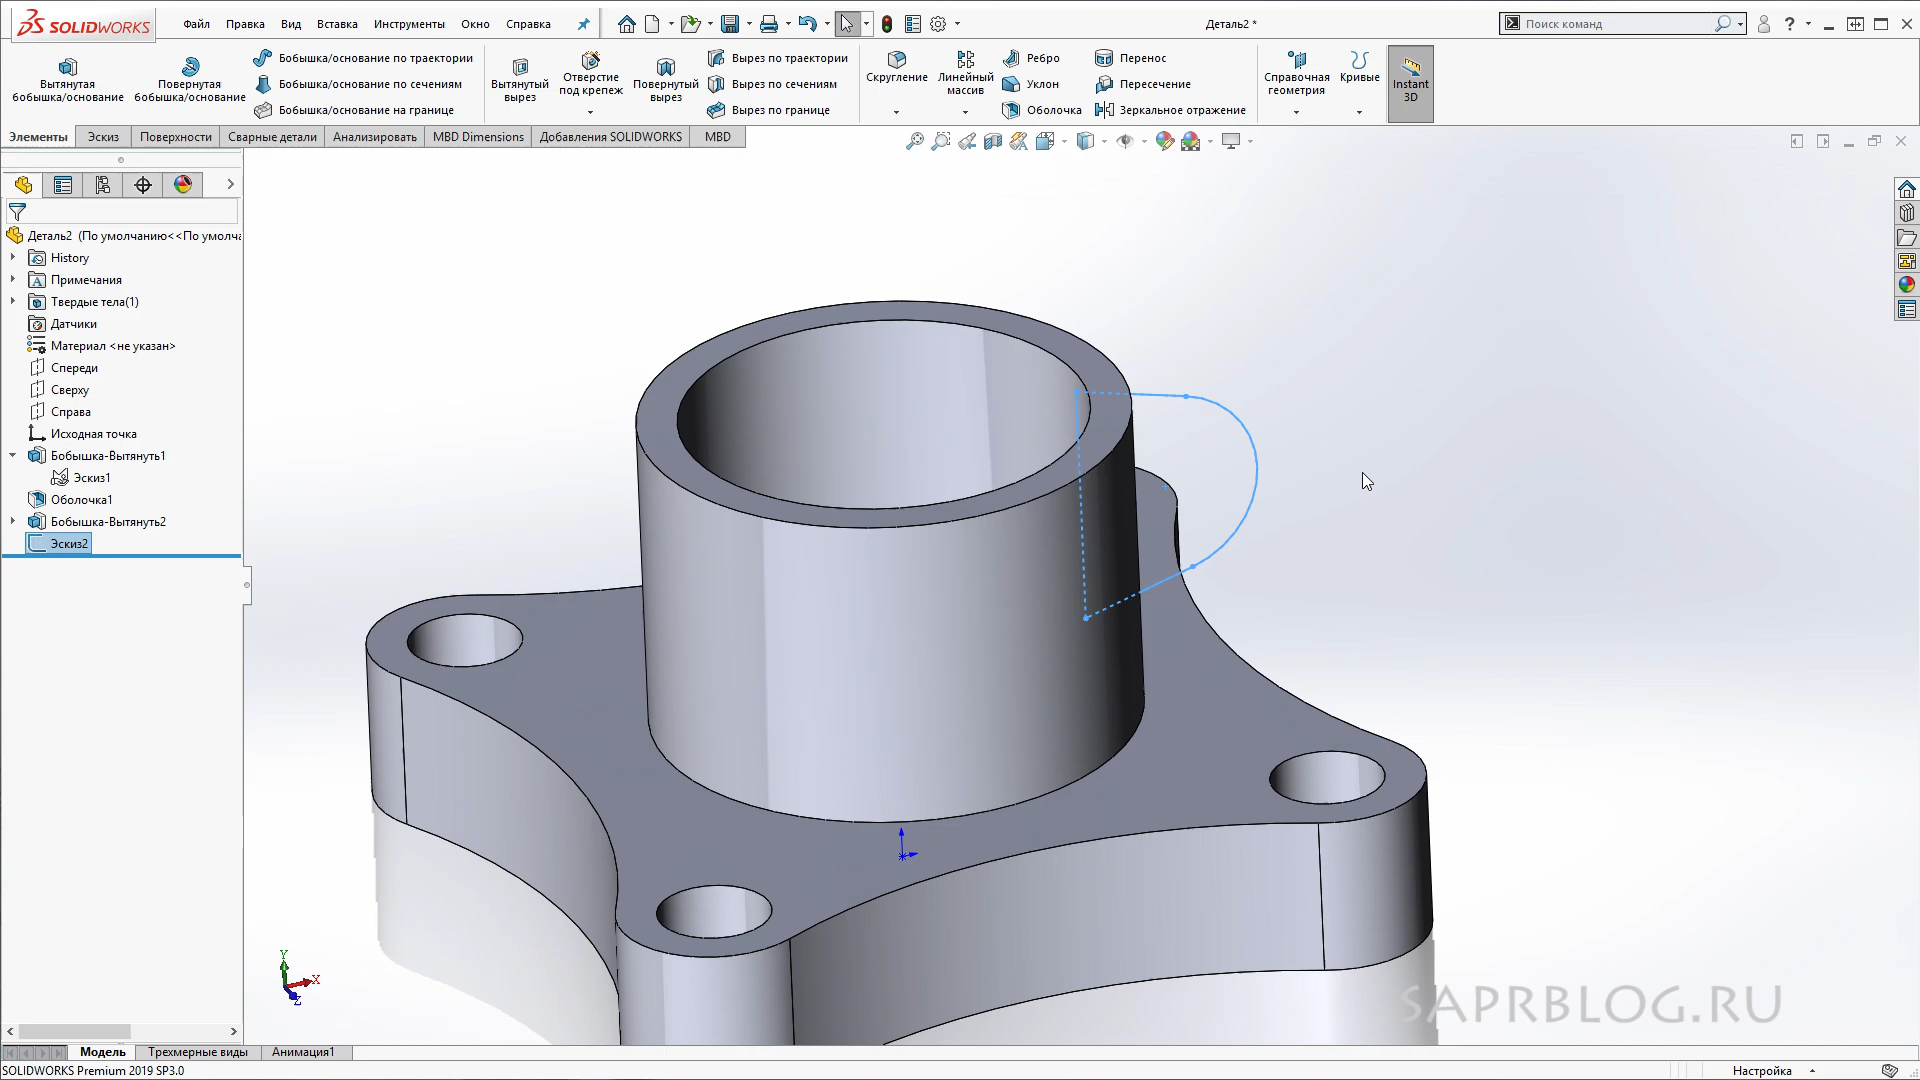 SOLIDWORKS
Файл Правка Вид Вставка Инструменты Окно Справка
Деталь2 *
Поиск команд
Вытянутая бобышка/основание
Повернутая бобышка/основание
Бобышка/основание по траектории
Бобышка/основание по сечениям
Бобышка/основание на границе
Вытянутый вырез
Отверстие под крепеж
Повернутый вырез
Вырез по траектории
Вырез по сечениям
Вырез по границе
Скругление
Линейный массив
Ребро
Уклон
Оболочка
Перенос
Пересечение
Зеркальное отражение
Справочная геометрия
Кривые
Instant 3D
Элементы Эскиз Поверхности Сварные детали Анализировать MBD Dimensions Добавления SOLIDWORKS MBD
Деталь2 (По умолчанию<<По умолча
History
Примечания
Твердые тела(1)
Датчики
Материал <не указан>
Спереди
Сверху
Справа
Исходная точка
Бобышка-Вытянуть1
Эскиз1
Оболочка1
Бобышка-Вытянуть2
Эскиз2
Y
X
Z
SAPRBLOG.RU
Модель Трехмерные виды Анимация1
SOLIDWORKS Premium 2019 SP3.0
Настройка